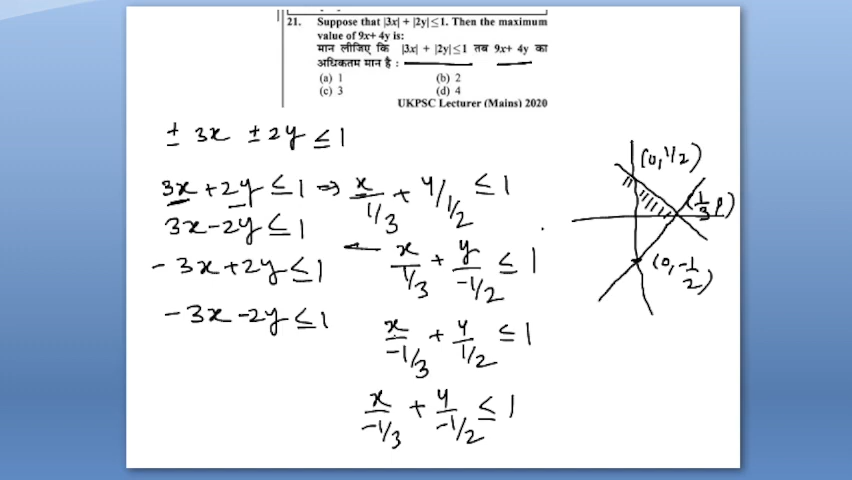 21. Suppose that |3x| + |2y| ≤ 1. Then the maximum
value of 9x+ 4y is:
मान लीजिए कि |3x| + |2y| ≤ 1 तब 9x+ 4y का
अधिकतम मान है :
(a) 1 (b) 2
(c) 3 (d) 4
UKPSC Lecturer (Mains) 2020
± 3x ± 2y ≤ 1
3x + 2y ≤ 1 ⇒ x/1/3 + y/1/2 ≤ 1
3x - 2y ≤ 1
x/1/3 + y/-1/2 ≤ 1
- 3x + 2y ≤ 1
- 3x - 2y ≤ 1
x/-1/3 + y/1/2 ≤ 1
x/-1/3 + y/-1/2 ≤ 1
(0, 1/2)
(0, -1/2)